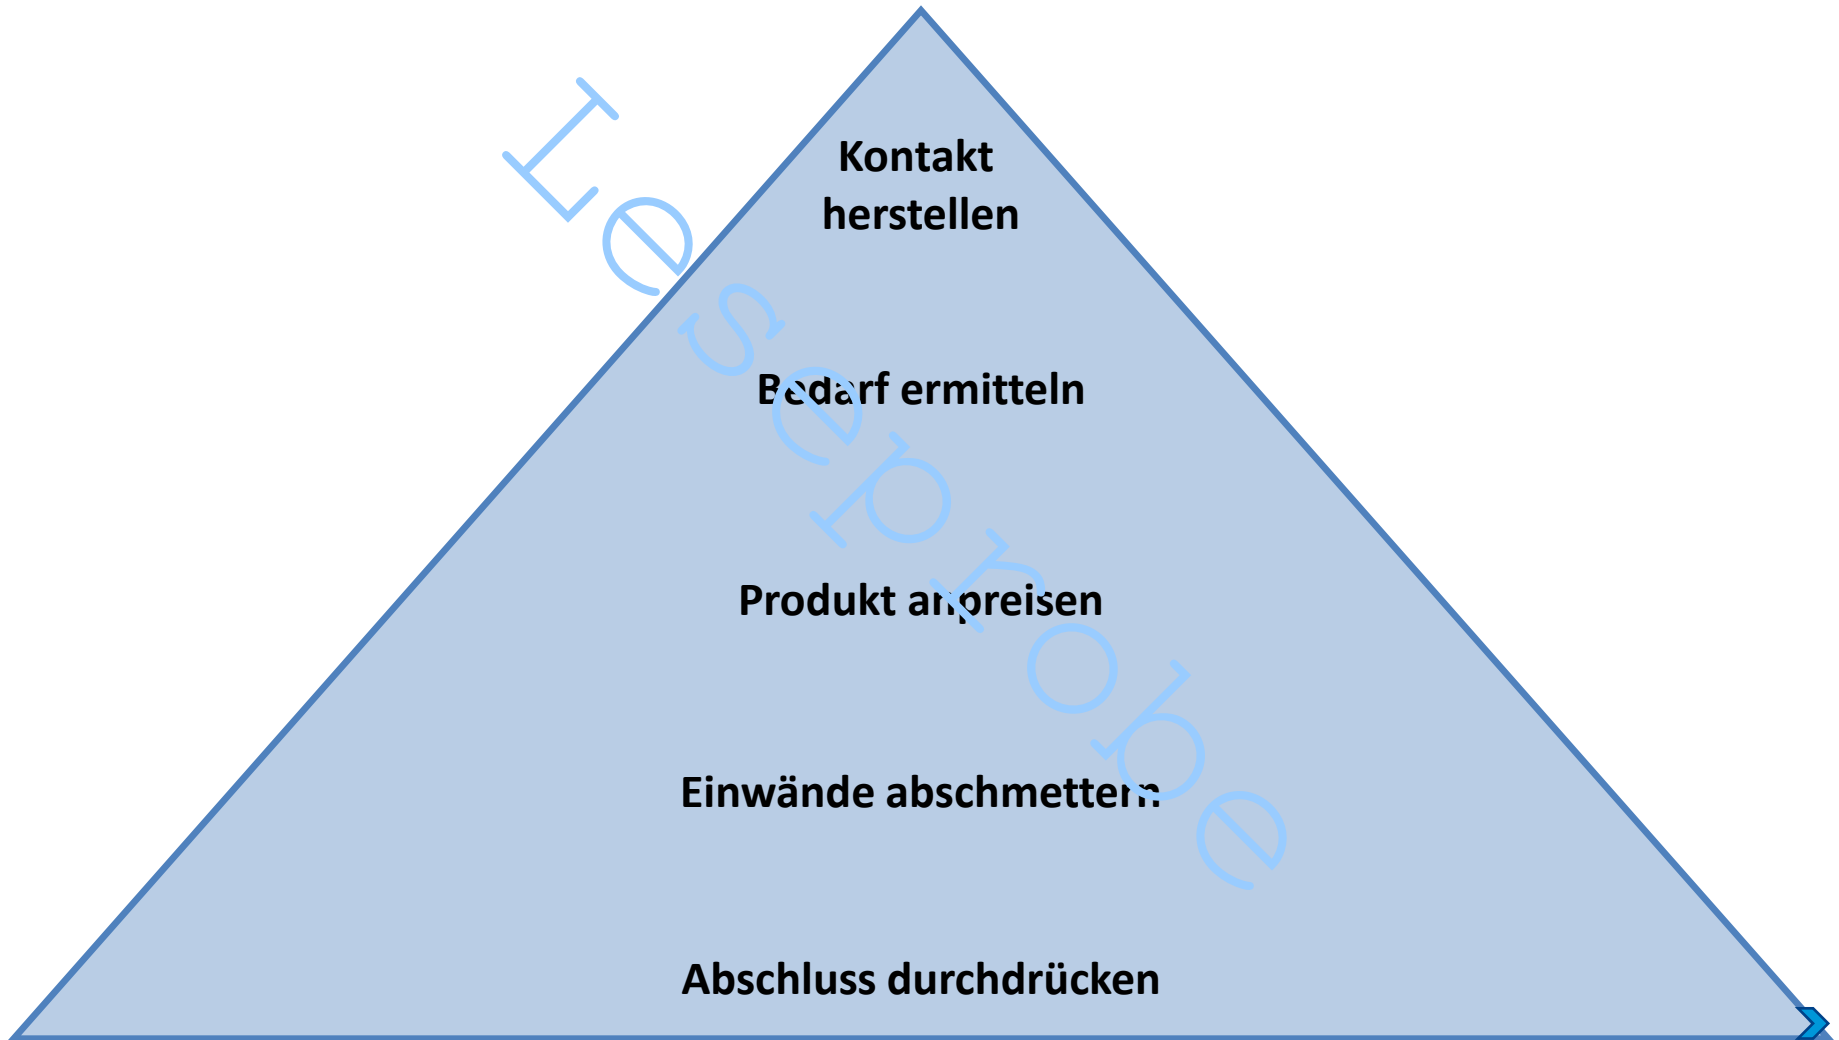 Kontakt
herstellen
Bedarf ermitteln
Produkt anpreisen
Einwände abschmettern
Abschluss durchdrücken
Leseprobe